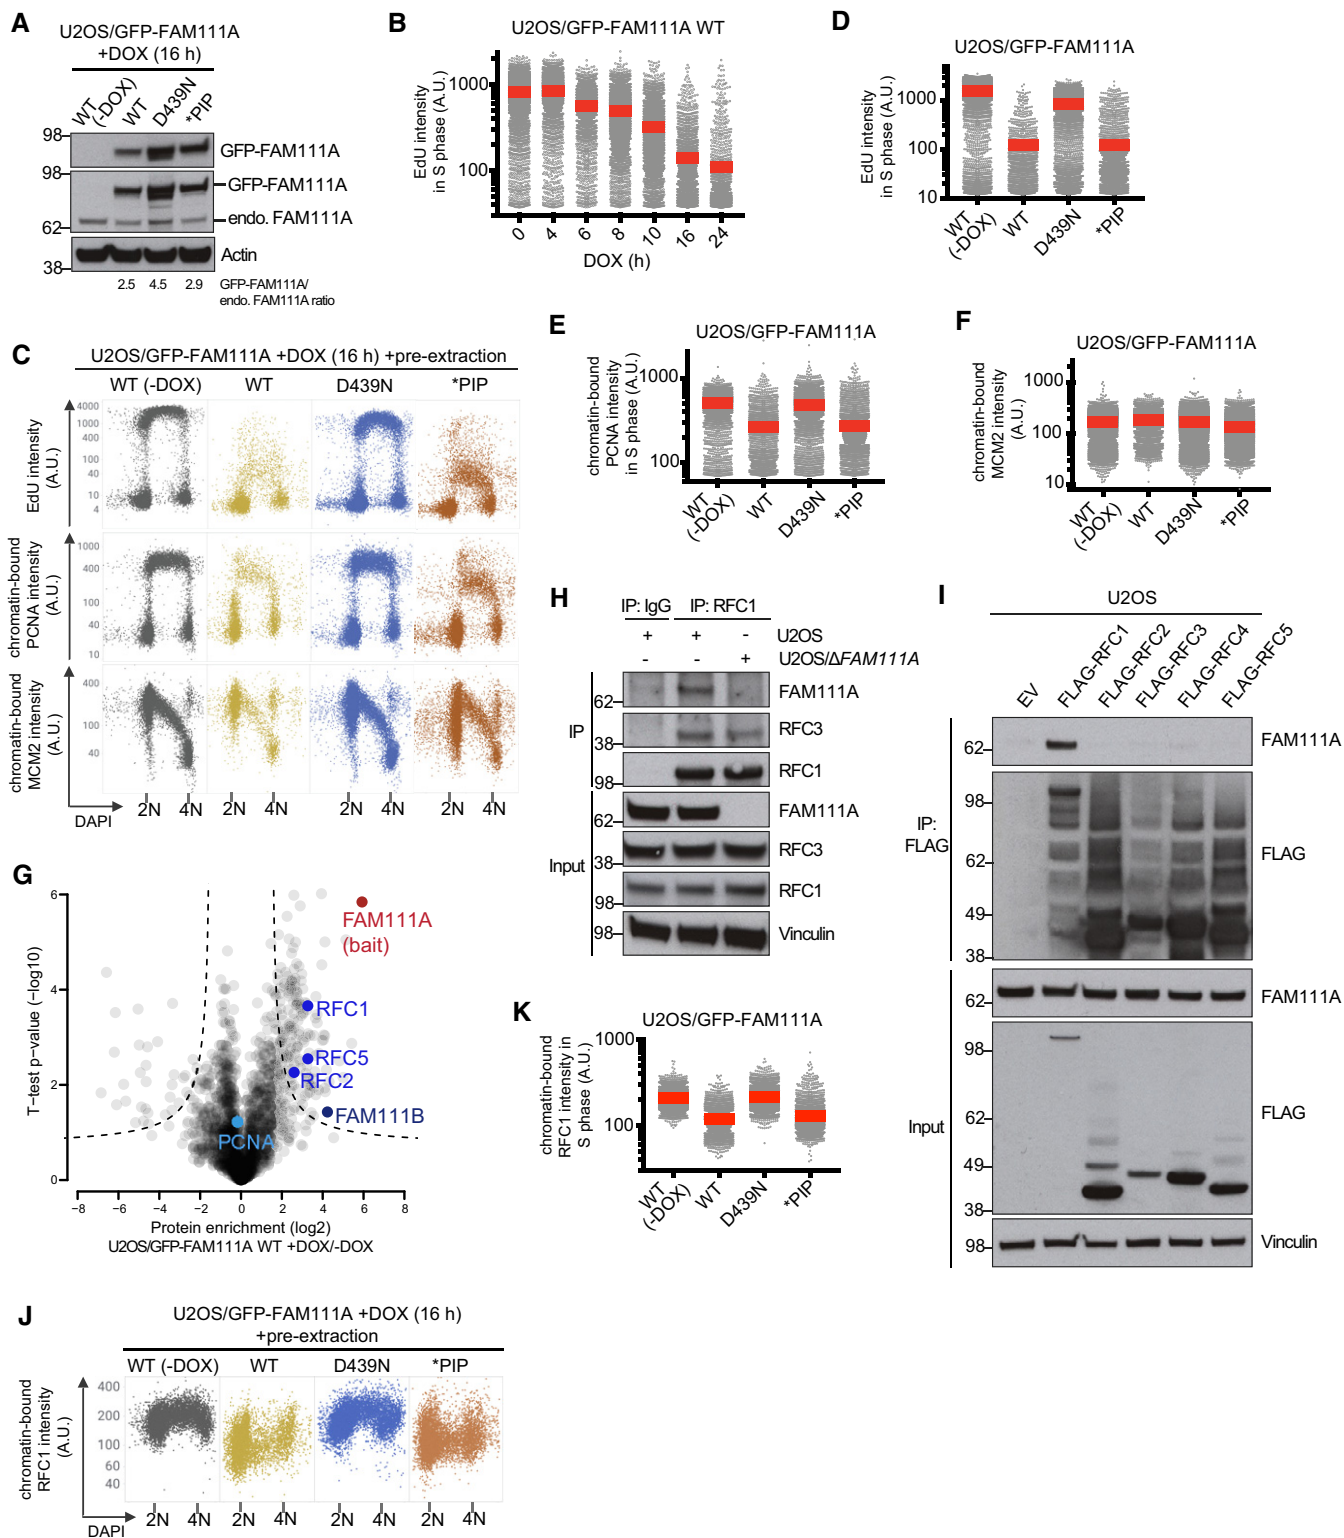 A
U2OS/GFP-FAM111A
+DOX (16 h)
WT
(-DOX)
WT
D439N
*PIP
98
GFP-FAM111A
98
GFP-FAM111A
endo. FAM111A
62
Actin
38
2.5 4.5 2.9
GFP-FAM111A/
endo. FAM111A ratio
B
U2OS/GFP-FAM111A WT
EdU intensity
in S phase (A.U.)
1000
100
0 4 6 8 10 16 24
DOX (h)
D
U2OS/GFP-FAM111A
EdU intensity
in S phase (A.U.)
1000
100
10
WT
(-DOX)
WT
D439N
*PIP
C
U2OS/GFP-FAM111A +DOX (16 h) +pre-extraction
WT (-DOX) WT D439N *PIP
EdU intensity
(A.U.)
4000
1000
400
100
40
10
4
chromatin-bound
PCNA intensity
(A.U.)
1000
400
100
40
10
chromatin-bound
MCM2 intensity
(A.U.)
400
200
100
40
2N 4N 2N 4N 2N 4N 2N 4N
DAPI
E
U2OS/GFP-FAM111A
chromatin-bound
PCNA intensity
in S phase (A.U.)
1000
100
WT
(-DOX)
WT
D439N
*PIP
F
U2OS/GFP-FAM111A
chromatin-bound
MCM2 intensity
(A.U.)
1000
100
10
WT
(-DOX)
WT
D439N
*PIP
G
T-test p-value (−log10)
6
4
2
0
FAM111A
(bait)
RFC1
RFC5
RFC2
FAM111B
PCNA
−8 −6 −4 −2 0 2 4 6 8
Protein enrichment (log2)
U2OS/GFP-FAM111A WT +DOX/-DOX
H
IP: IgG IP: RFC1
+ + - U2OS
- - + U2OS/ΔFAM111A
IP
62
FAM111A
38
RFC3
98
RFC1
Input
62
FAM111A
38
RFC3
98
RFC1
98
Vinculin
I
U2OS
EV
FLAG-RFC1
FLAG-RFC2
FLAG-RFC3
FLAG-RFC4
FLAG-RFC5
IP:
FLAG
62
FAM111A
98
62
49
38
FLAG
Input
62
FAM111A
98
62
49
38
FLAG
98
Vinculin
K
U2OS/GFP-FAM111A
chromatin-bound
RFC1 intensity in
S phase (A.U.)
1000
100
WT
(-DOX)
WT
D439N
*PIP
J
U2OS/GFP-FAM111A +DOX (16 h)
+pre-extraction
WT (-DOX) WT D439N *PIP
chromatin-bound
RFC1 intensity
(A.U.)
400
200
100
60
40
2N 4N 2N 4N 2N 4N 2N 4N
DAPI